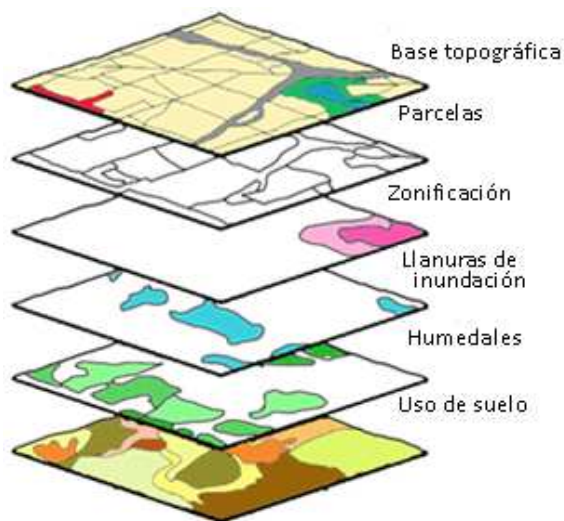 Base topográfica
Parcelas
Zonificación
Llanuras de
inundación
Humedales
Uso de suelo